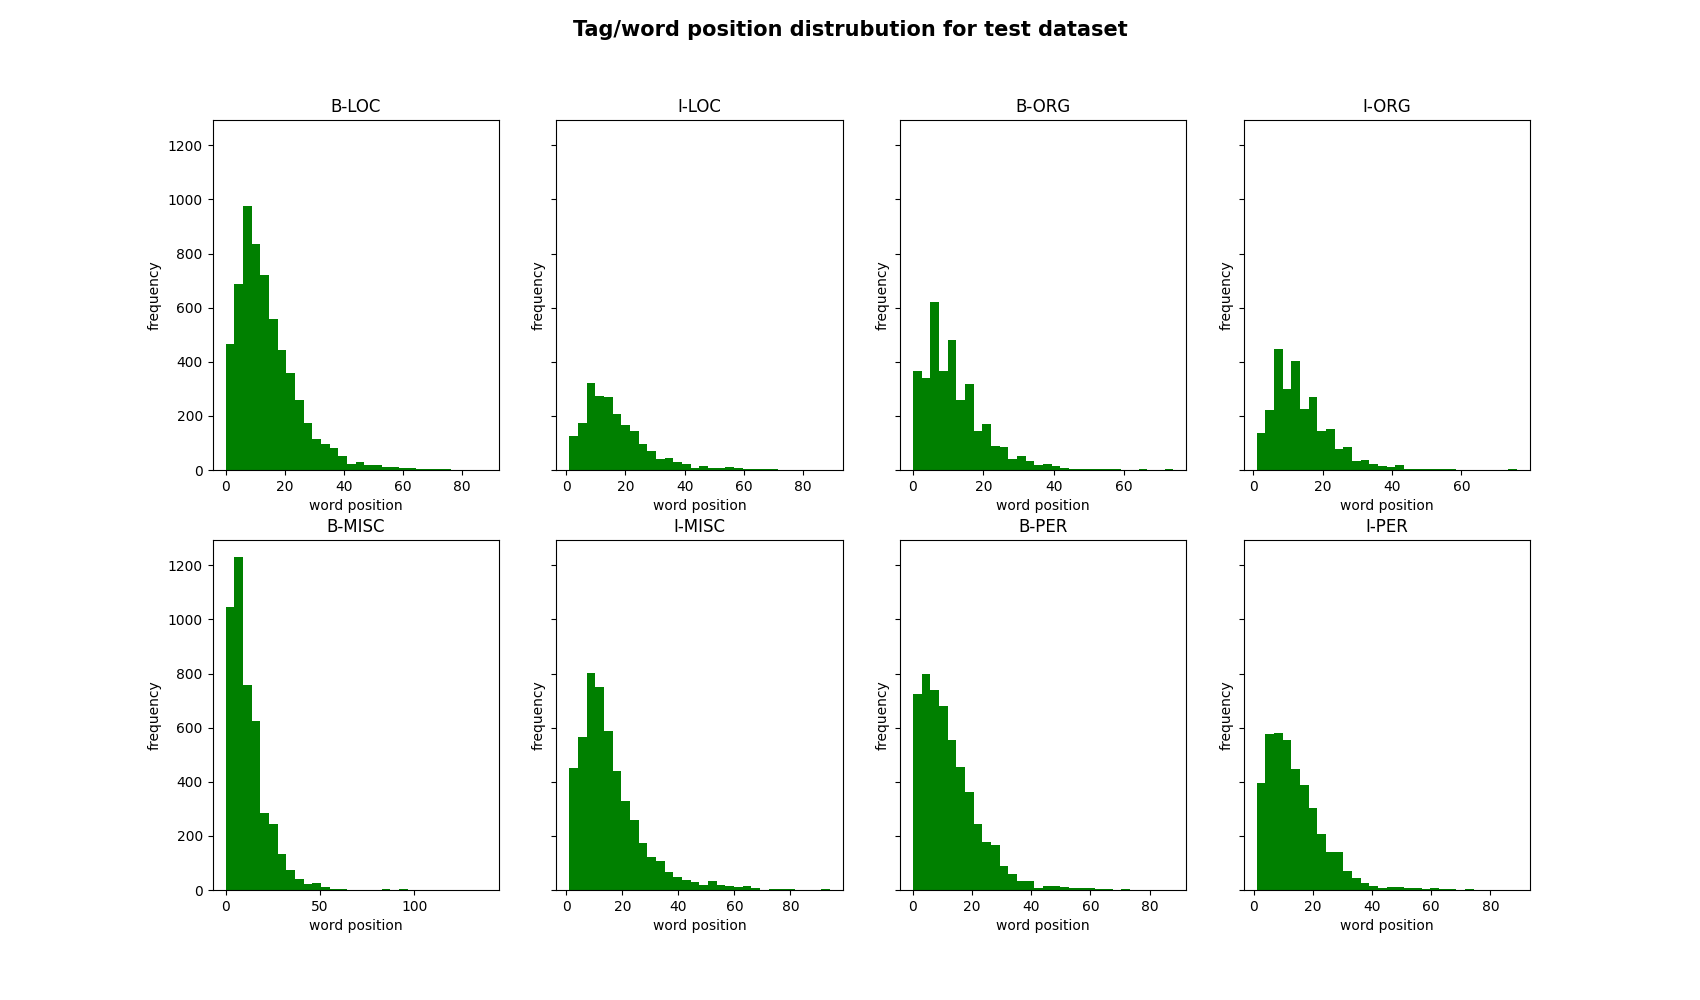 Tag/word position distrubution for test dataset
B-LOC
I-LOC
B-ORG
I-ORG
frequency
1200
1000
800
600
400
200
0
0 20 40 60 80
word position
frequency
0 20 40 60 80
word position
frequency
0 20 40 60
word position
frequency
0 20 40 60
word position
B-MISC
I-MISC
B-PER
I-PER
frequency
1200
1000
800
600
400
200
0
0 50 100
word position
frequency
0 20 40 60 80
word position
frequency
0 20 40 60 80
word position
frequency
0 20 40 60 80
word position